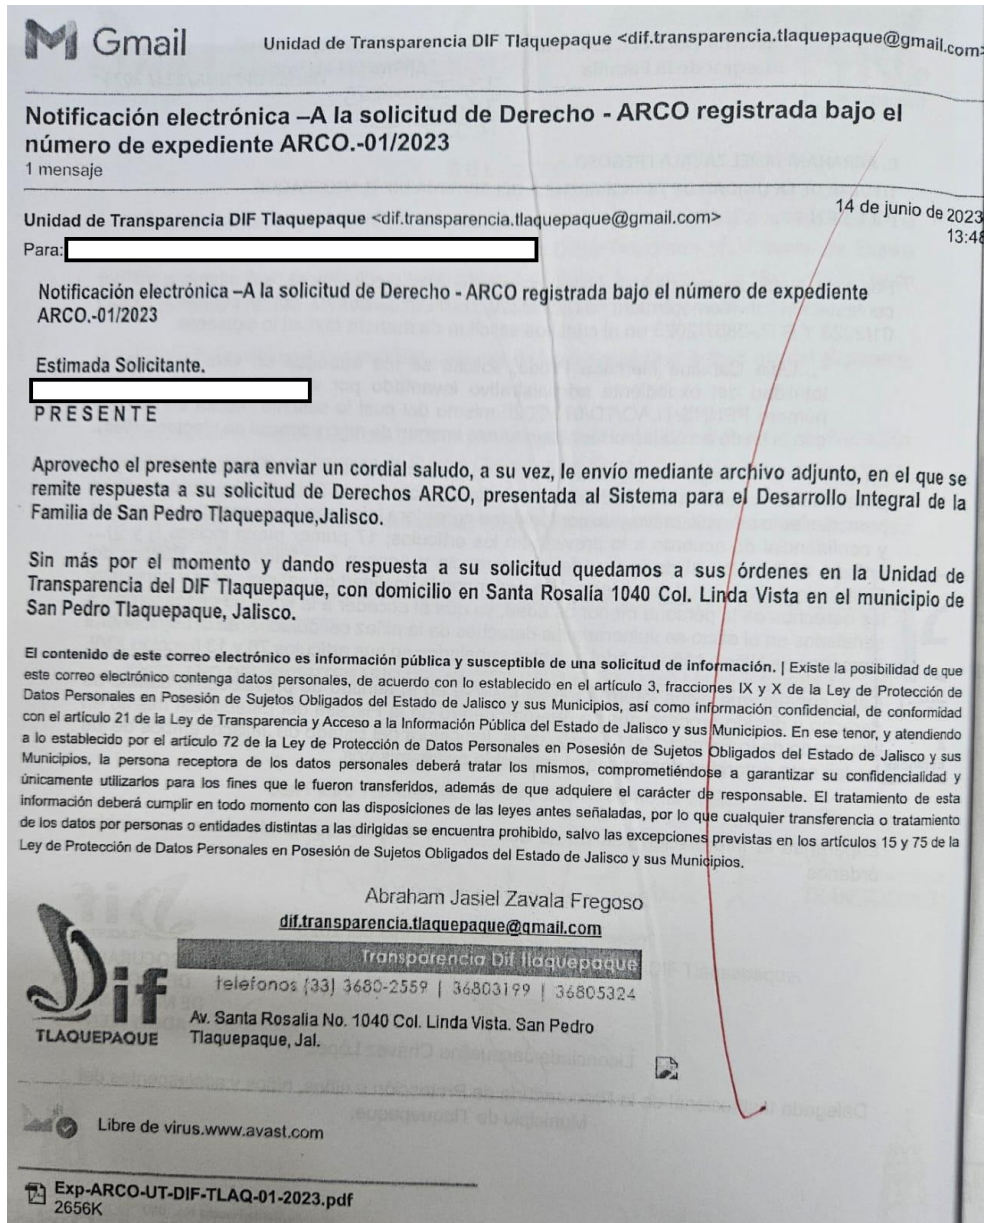 Gmail
Unidad de Transparencia DIF Tlaquepaque <dif.transparencia.tlaquepaque@gmail.com>
Notificación electrónica –A la solicitud de Derecho - ARCO registrada bajo el
número de expediente ARCO.-01/2023
1 mensaje
Unidad de Transparencia DIF Tlaquepaque <dif.transparencia.tlaquepaque@gmail.com>
14 de junio de 2023
13:48
Para:
Notificación electrónica –A la solicitud de Derecho - ARCO registrada bajo el número de expediente
ARCO.-01/2023
Estimada Solicitante.
PRESENTE
Aprovecho el presente para enviar un cordial saludo, a su vez, le envío mediante archivo adjunto, en el que se
remite respuesta a su solicitud de Derechos ARCO, presentada al Sistema para el Desarrollo Integral de la
Familia de San Pedro Tlaquepaque,Jalisco.
Sin más por el momento y dando respuesta a su solicitud quedamos a sus órdenes en la Unidad de
Transparencia del DIF Tlaquepaque, con domicilio en Santa Rosalía 1040 Col. Linda Vista en el municipio de
San Pedro Tlaquepaque, Jalisco.
El contenido de este correo electrónico es información pública y susceptible de una solicitud de información. | Existe la posibilidad de que
este correo electrónico contenga datos personales, de acuerdo con lo establecido en el artículo 3, fracciones IX y X de la Ley de Protección de
Datos Personales en Posesión de Sujetos Obligados del Estado de Jalisco y sus Municipios, así como información confidencial, de conformidad
con el artículo 21 de la Ley de Transparencia y Acceso a la Información Pública del Estado de Jalisco y sus Municipios. En ese tenor, y atendiendo
a lo establecido por el artículo 72 de la Ley de Protección de Datos Personales en Posesión de Sujetos Obligados del Estado de Jalisco y sus
Municipios, la persona receptora de los datos personales deberá tratar los mismos, comprometiéndose a garantizar su confidencialidad y
únicamente utilizarlos para los fines que le fueron transferidos, además de que adquiere el carácter de responsable. El tratamiento de esta
información deberá cumplir en todo momento con las disposiciones de las leyes antes señaladas, por lo que cualquier transferencia o tratamiento
de los datos por personas o entidades distintas a las dirigidas se encuentra prohibido, salvo las excepciones previstas en los artículos 15 y 75 de la
Ley de Protección de Datos Personales en Posesión de Sujetos Obligados del Estado de Jalisco y sus Municipios.
Abraham Jasiel Zavala Fregoso
dif.transparencia.tlaquepaque@gmail.com
Transparencia Dif Tlaquepaque
telefonos (33) 3680-2559 | 36803199 | 36805324
Av. Santa Rosalia No. 1040 Col. Linda Vista. San Pedro
Tlaquepaque, Jal.
Dif
TLAQUEPAQUE
Libre de virus.www.avast.com
Exp-ARCO-UT-DIF-TLAQ-01-2023.pdf
2656K